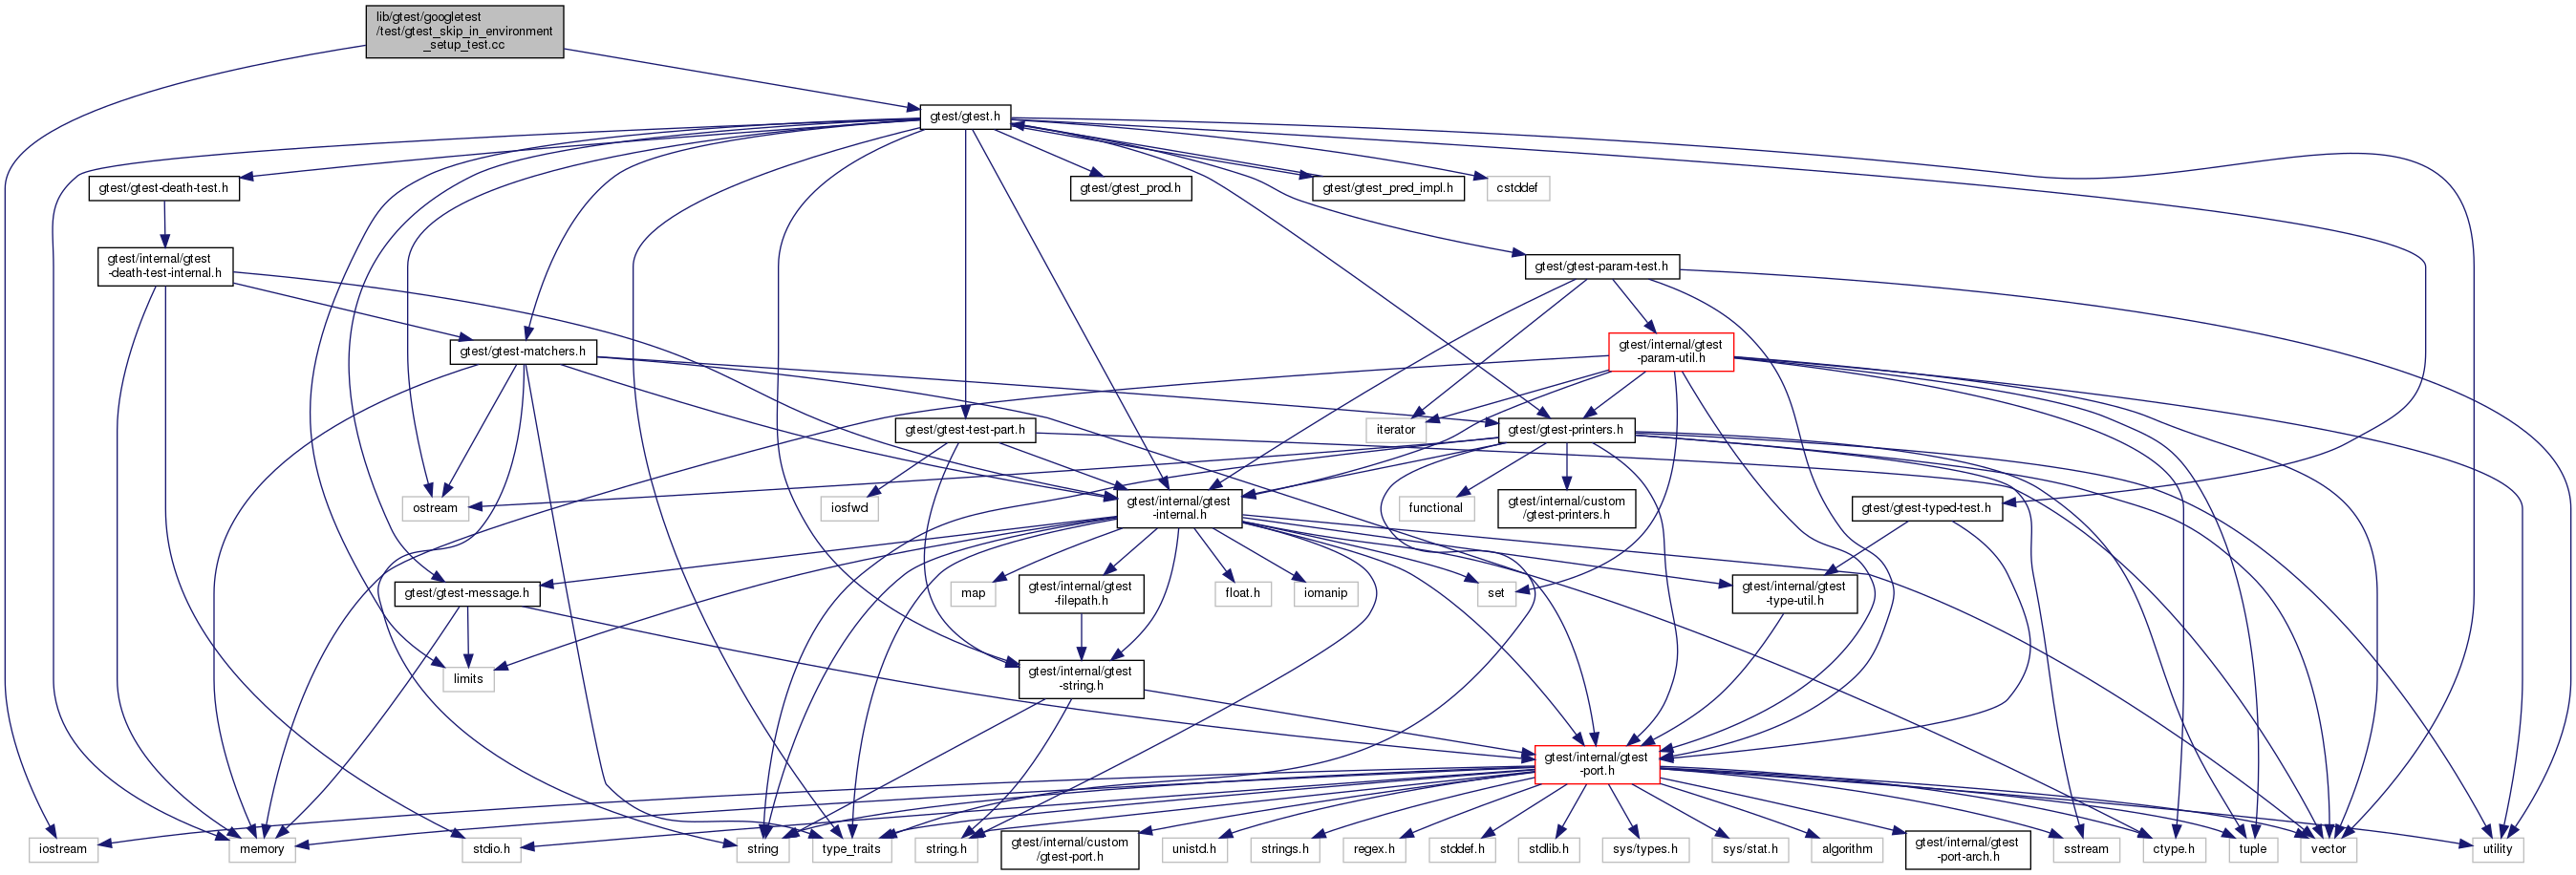 lib/gtest/googletest
/test/gtest_skip_in_environment
_setup_test.cc
gtest/gtest.h
gtest/gtest-death-test.h
gtest/gtest_prod.h
gtest/gtest_pred_impl.h
cstddef
gtest/internal/gtest
-death-test-internal.h
gtest/gtest-param-test.h
gtest/gtest-matchers.h
gtest/internal/gtest
-param-util.h
gtest/gtest-test-part.h
iterator
gtest/gtest-printers.h
ostream
iosfwd
gtest/internal/gtest
-internal.h
functional
gtest/internal/custom
/gtest-printers.h
gtest/gtest-typed-test.h
gtest/gtest-message.h
map
gtest/internal/gtest
-filepath.h
float.h
iomanip
set
gtest/internal/gtest
-type-util.h
limits
gtest/internal/gtest
-string.h
gtest/internal/gtest
-port.h
iostream
memory
stdio.h
string
type_traits
string.h
gtest/internal/custom
/gtest-port.h
unistd.h
strings.h
regex.h
stddef.h
stdlib.h
sys/types.h
sys/stat.h
algorithm
gtest/internal/gtest
-port-arch.h
sstream
ctype.h
tuple
vector
utility